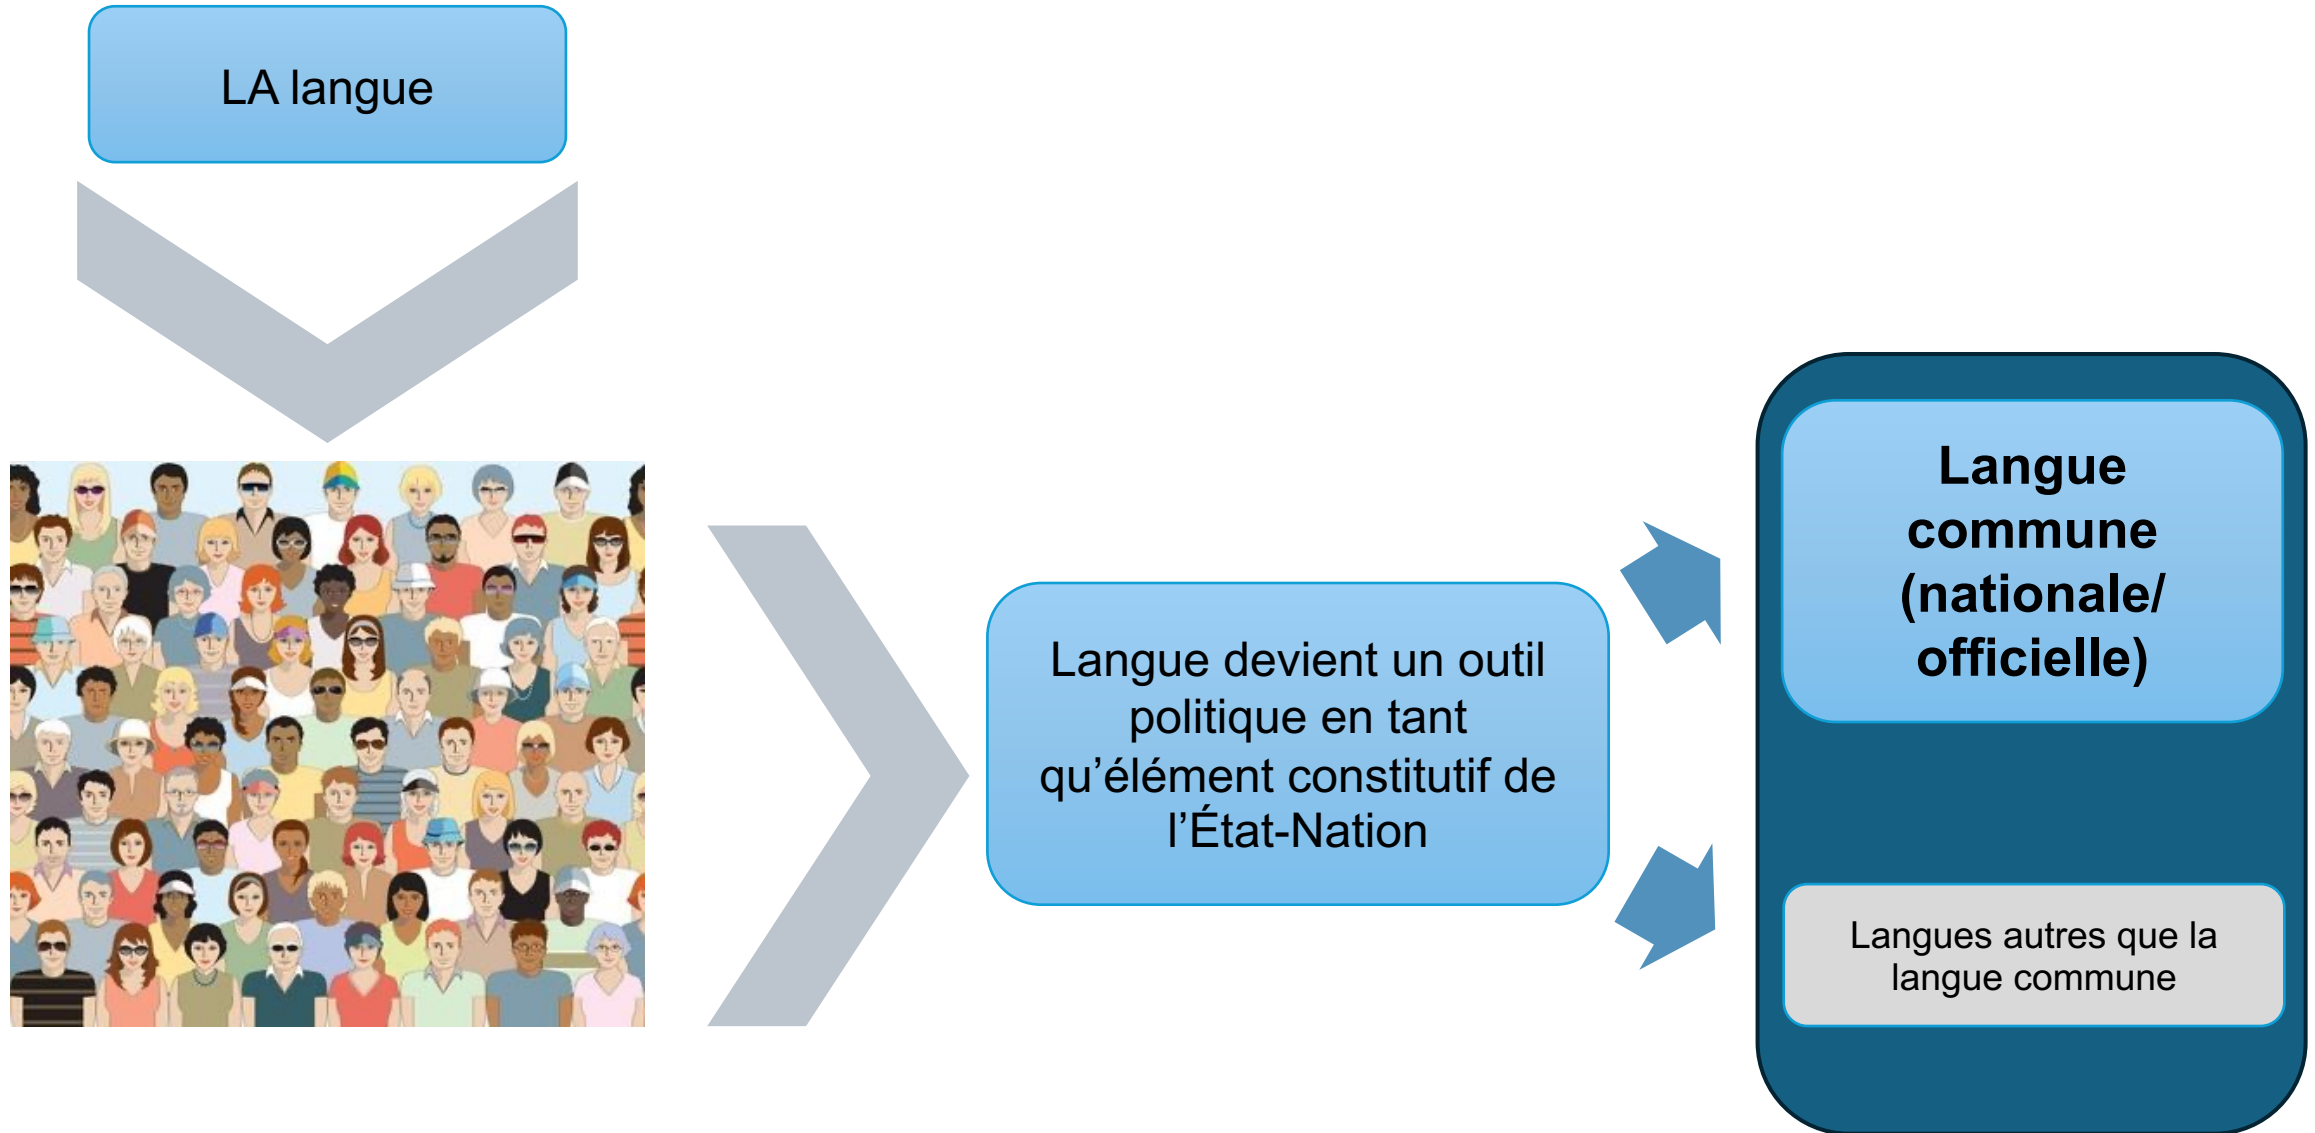 LA langue
Langue devient un outil
politique en tant
qu’élément constitutif de
l’État-Nation
Langue
commune
(nationale/
officielle)
Langues autres que la
langue commune